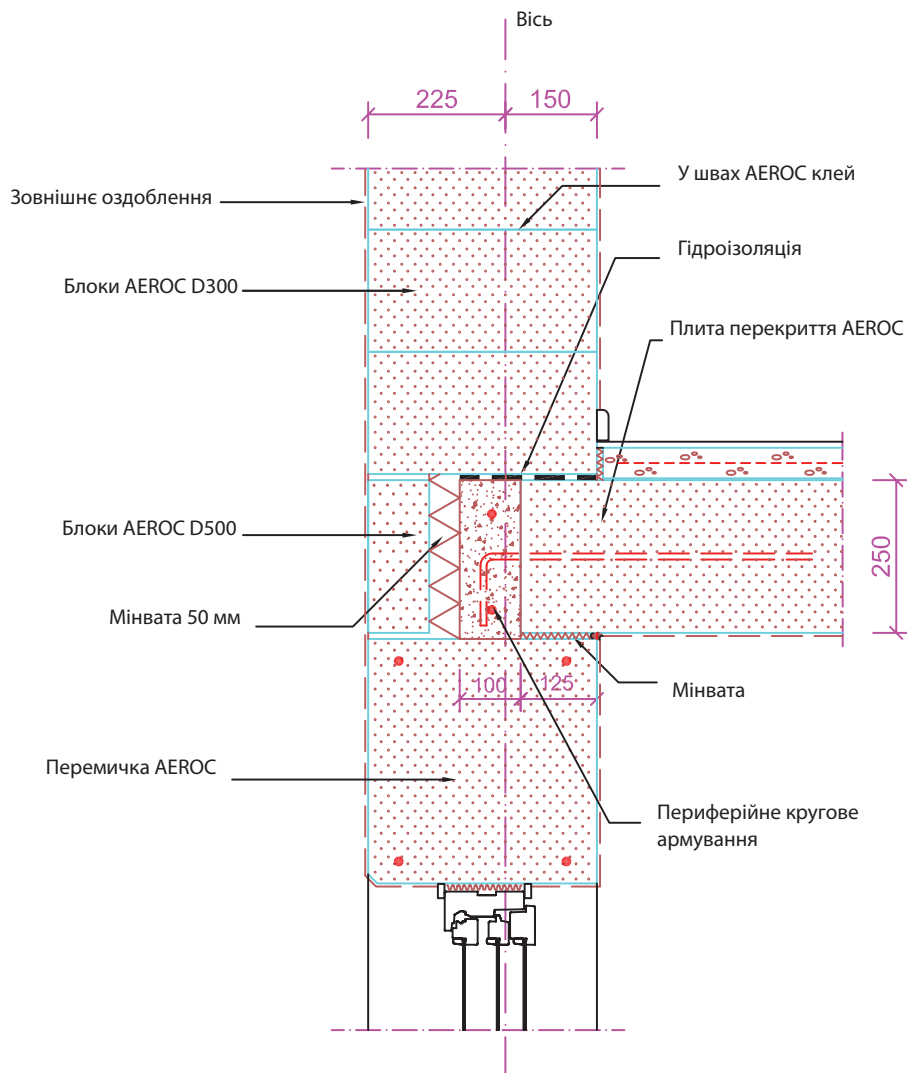 Вісь
225
150
У швах AEROC клей
Зовнішнє оздоблення
Гідроізоляція
Блоки AEROC D300
Плита перекриття AEROC
Блоки AEROC D500
250
Мінвата 50 мм
100
125
Мінвата
Перемичка AEROC
Периферійне кругове
армування